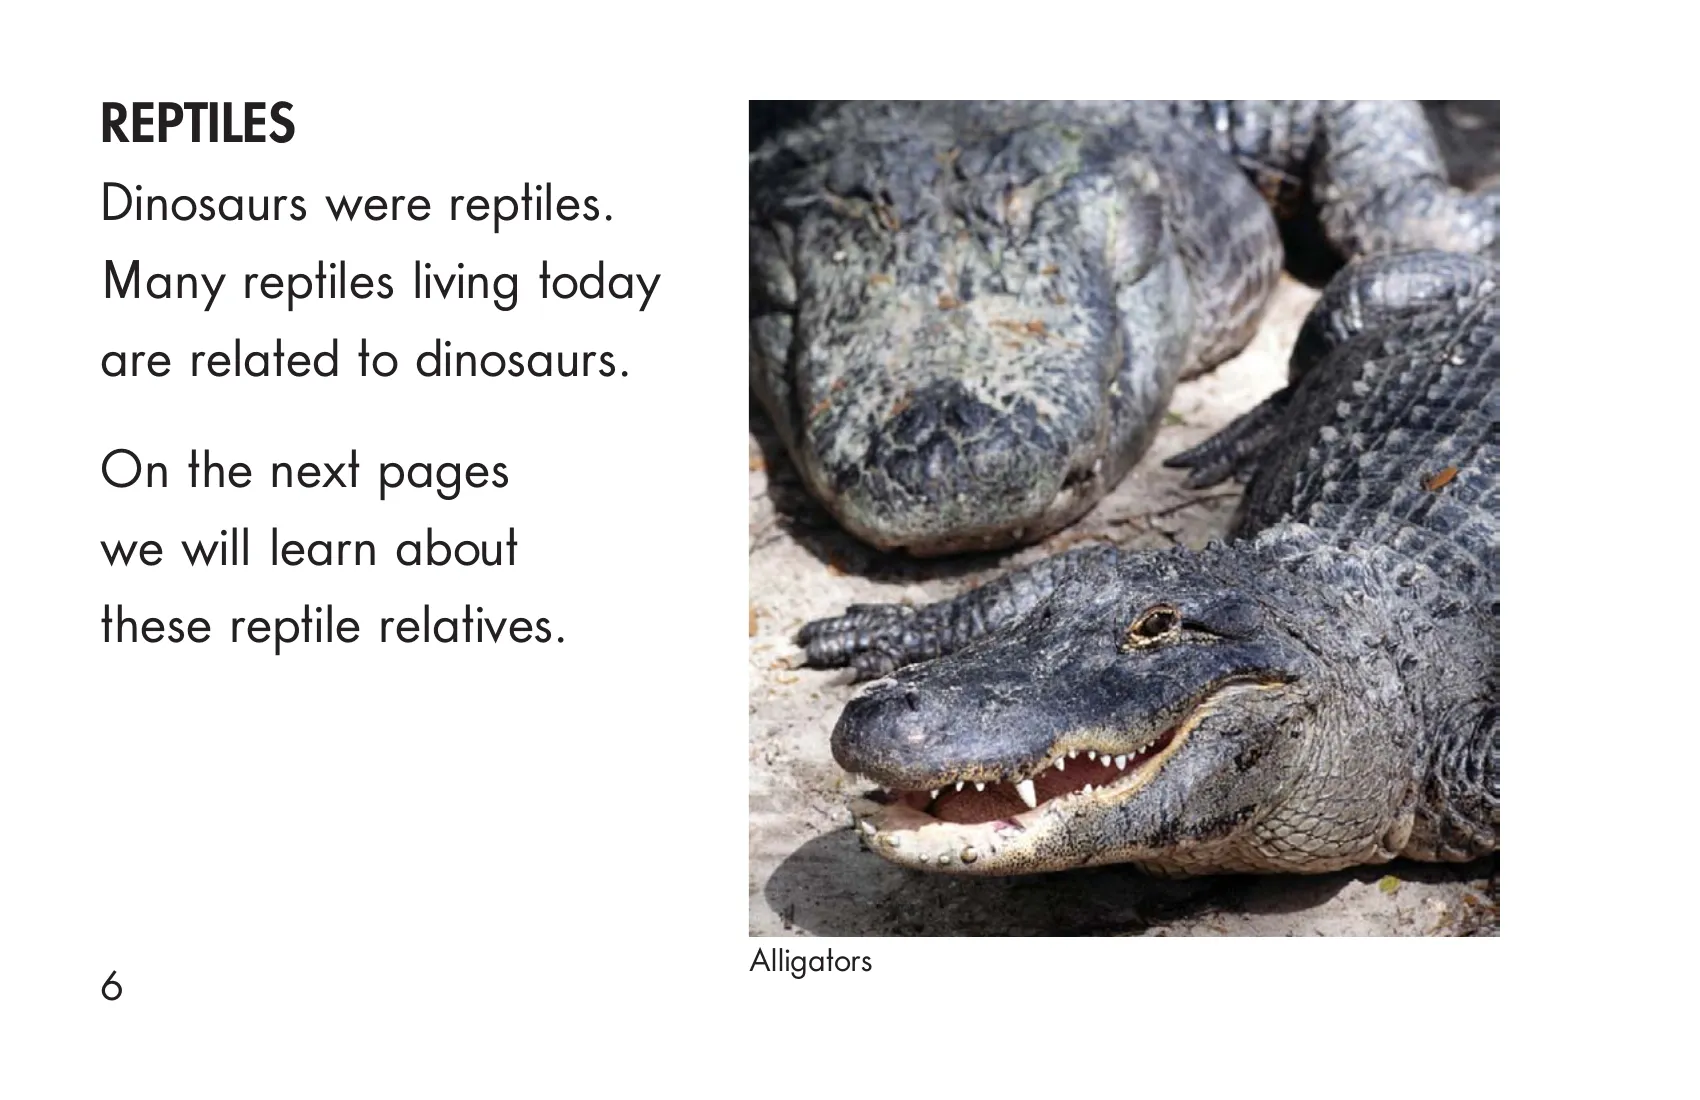 REPTILES
Dinosaurs were reptiles.
Many reptiles living today
are related to dinosaurs.
On the next pages
we will learn about
these reptile relatives.
Alligators
6